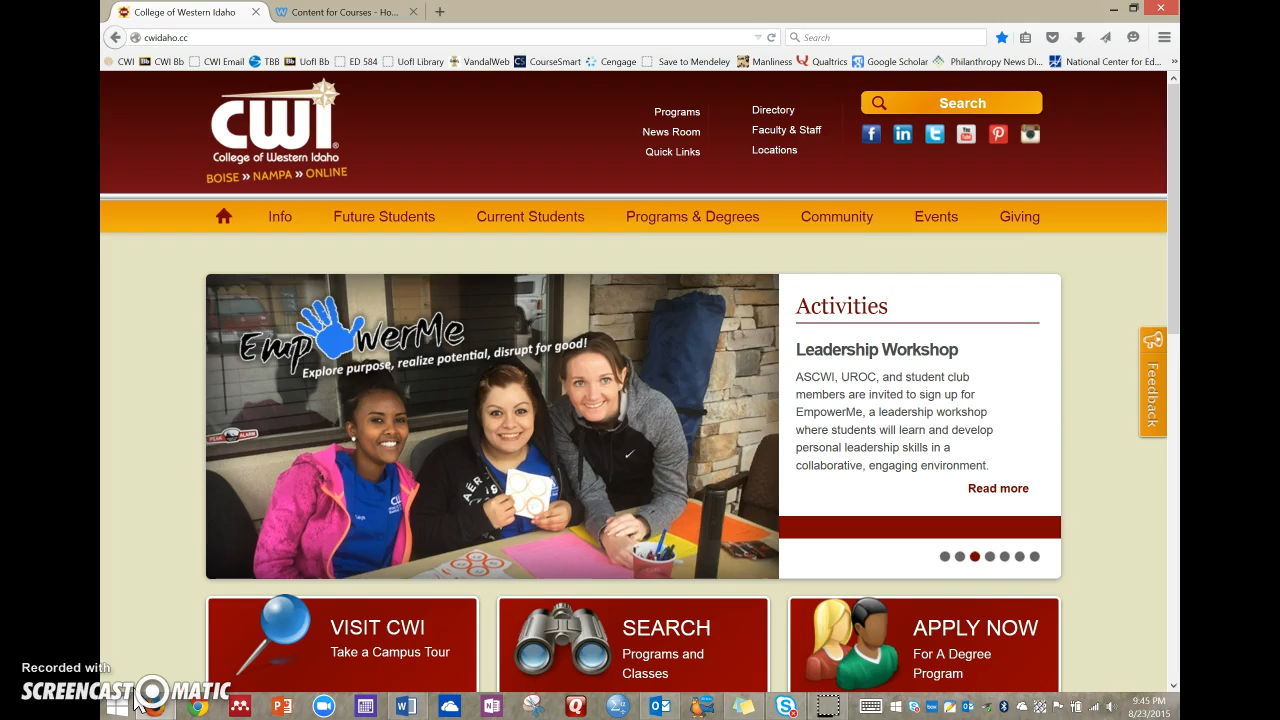 College of Western Idaho
Content for Courses - Ho...
cwidaho.cc
Search
CWI
CWI Bb
CWI Email
TBB
UofI Bb
ED 584
UofI Library
VandalWeb
CourseSmart
Cengage
Save to Mendeley
Manliness
Qualtrics
Google Scholar
Philanthropy News Di...
National Center for Ed...
CWI
College of Western Idaho
BOISE » NAMPA » ONLINE
Programs
News Room
Quick Links
Directory
Faculty & Staff
Locations
Search
Info
Future Students
Current Students
Programs & Degrees
Community
Events
Giving
EmpowerMe
Explore purpose, realize potential, disrupt for good!
PEAK ALARM
Activities
Leadership Workshop
ASCWI, UROC, and student club
members are invited to sign up for
EmpowerMe, a leadership workshop
where students will learn and develop
personal leadership skills in a
collaborative, engaging environment.
Read more
Feedback
VISIT CWI
Take a Campus Tour
SEARCH
Programs and
Classes
APPLY NOW
For A Degree
Program
Recorded with
SCREENCAST-O-MATIC
9:45 PM
8/23/2015